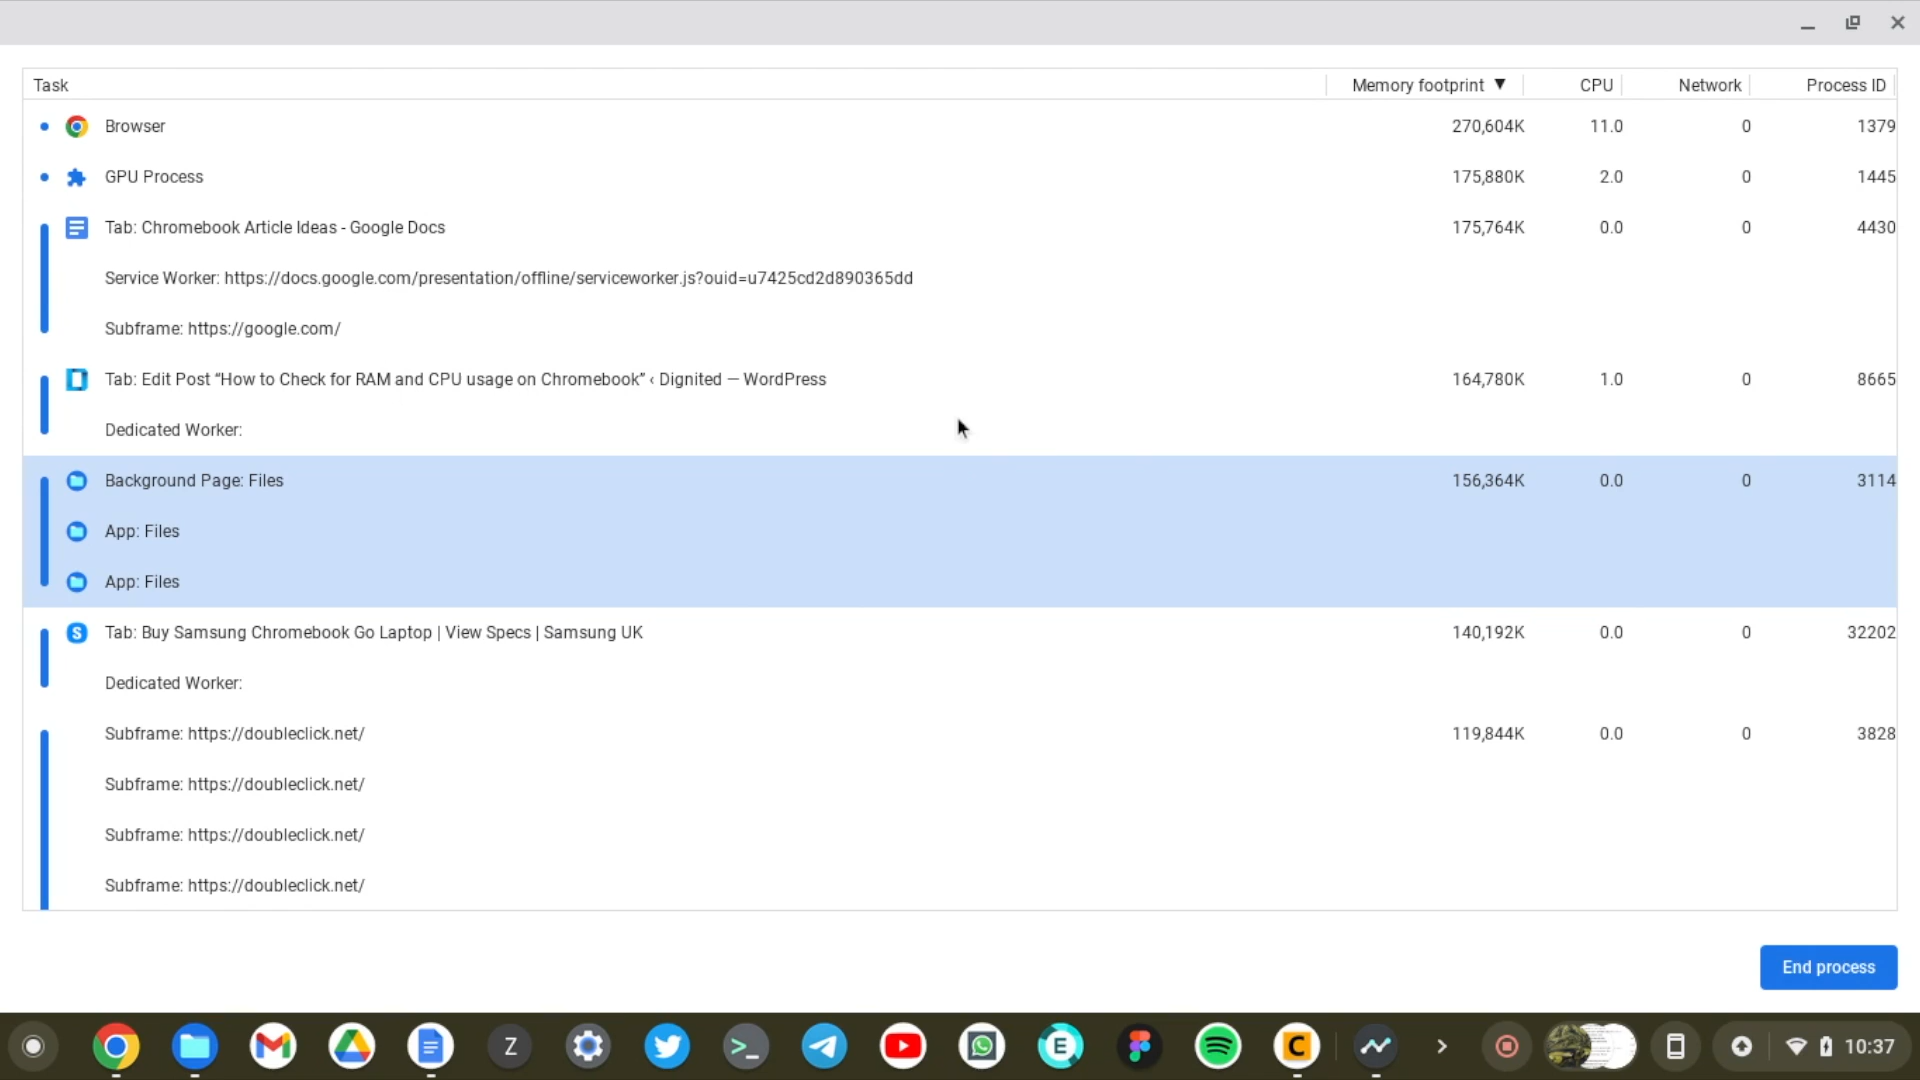 Task Memory footprint ▼ CPU Network Process ID
Browser 270,604K 11.0 0 1379
GPU Process 175,880K 2.0 0 1445
Tab: Chromebook Article Ideas - Google Docs 175,764K 0.0 0 4430
Service Worker: https://docs.google.com/presentation/offline/serviceworker.js?ouid=u7425cd2d890365dd
Subframe: https://google.com/
Tab: Edit Post “How to Check for RAM and CPU usage on Chromebook” ‹ Dignited — WordPress 164,780K 1.0 0 8665
Dedicated Worker:
Background Page: Files 156,364K 0.0 0 3114
App: Files
App: Files
S Tab: Buy Samsung Chromebook Go Laptop | View Specs | Samsung UK 140,192K 0.0 0 32202
Dedicated Worker:
Subframe: https://doubleclick.net/ 119,844K 0.0 0 3828
Subframe: https://doubleclick.net/
Subframe: https://doubleclick.net/
Subframe: https://doubleclick.net/
End process
Z >_ E C 10:37